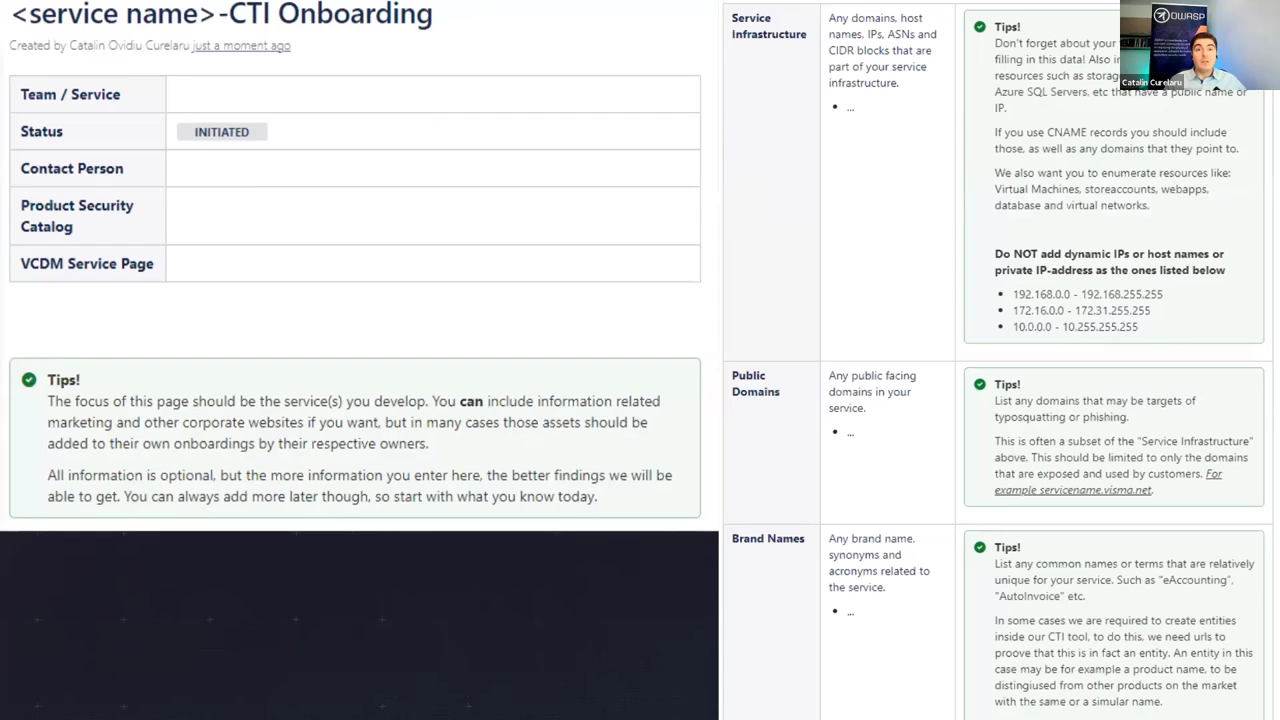 <service name>-CTI Onboarding
Created by Catalin Ovidiu Curelaru just a moment ago
Team / Service
Status
INITIATED
Contact Person
Product Security
Catalog
VCDM Service Page
Tips!
The focus of this page should be the service(s) you develop. You can include information related
marketing and other corporate websites if you want, but in many cases those assets should be
added to their own onboardings by their respective owners.
All information is optional, but the more information you enter here, the better findings we will be
able to get. You can always add more later though, so start with what you know today.
Service
Infrastructure
Any domains, host
names, IPs, ASNs and
CIDR blocks that are
part of your service
infrastructure.
• ...
Tips!
Don't forget about your
filling in this data! Also in
resources such as storag
Azure SQL Servers, etc that have a public name or
IP.
If you use CNAME records you should include
those, as well as any domains that they point to.
We also want you to enumerate resources like:
Virtual Machines, storeaccounts, webapps,
database and virtual networks.
Do NOT add dynamic IPs or host names or
private IP-address as the ones listed below
• 192.168.0.0 - 192.168.255.255
• 172.16.0.0 - 172.31.255.255
• 10.0.0.0 - 10.255.255.255
Public
Domains
Any public facing
domains in your
service.
• ...
Tips!
List any domains that may be targets of
typosquatting or phishing.
This is often a subset of the "Service Infrastructure"
above. This should be limited to only the domains
that are exposed and used by customers. For
example servicename.visma.net.
Brand Names
Any brand name,
synonyms and
acronyms related to
the service.
• ...
Tips!
List any common names or terms that are relatively
unique for your service. Such as "eAccounting",
"AutoInvoice" etc.
In some cases we are required to create entities
inside our CTI tool, to do this, we need urls to
proove that this is in fact an entity. An entity in this
case may be for example a product name, to be
distingiused from other products on the market
with the same or a simular name.
OWASP
Catalin Curelaru